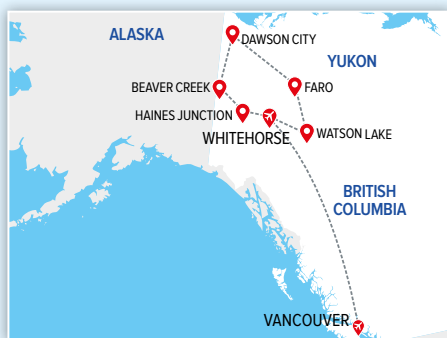 ALASKA
DAWSON CITY
YUKON
BEAVER CREEK
FARO
HAINES JUNCTION
WHITEHORSE
WATSON LAKE
BRITISH
COLUMBIA
VANCOUVER